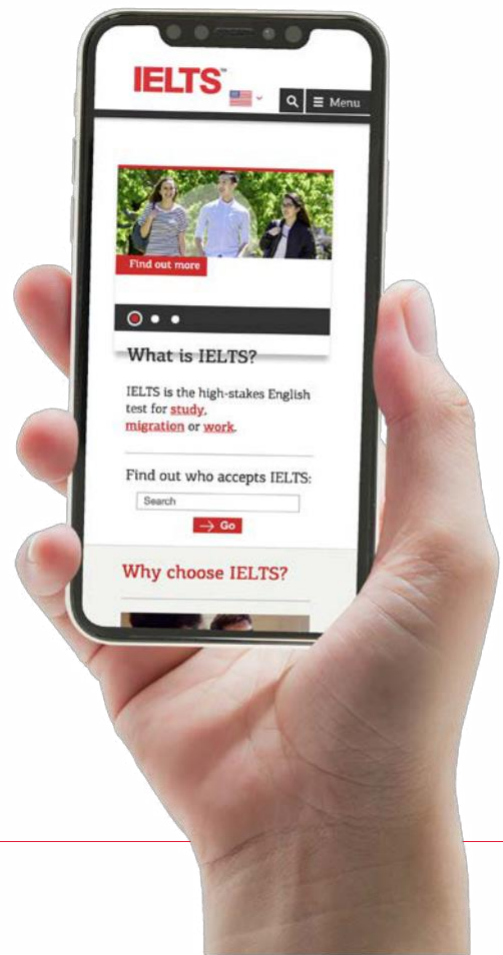 IELTS™
Menu
Find out more
What is IELTS?
IELTS is the high-stakes English
test for study,
migration or work.
Find out who accepts IELTS:
Search
→ Go
Why choose IELTS?